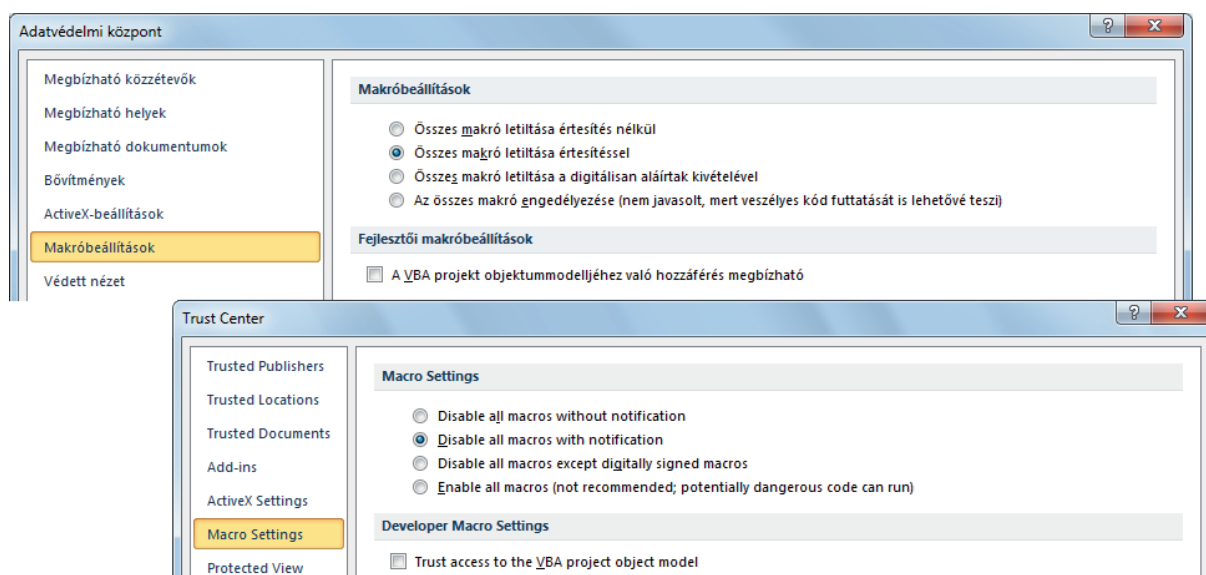 Adatvédelmi központ
Megbízható közzétevők
Megbízható helyek
Megbízható dokumentumok
Bővítmények
ActiveX-beállítások
Makróbeállítások
Védett nézet
Makróbeállítások
Összes makró letiltása értesítés nélkül
Összes makró letiltása értesítéssel
Összes makró letiltása a digitálisan aláírtak kivételével
Az összes makró engedélyezése (nem javasolt, mert veszélyes kód futtatását is lehetővé teszi)
Fejlesztői makróbeállítások
A VBA projekt objektummodelljéhez való hozzáférés megbízható
Trust Center
Trusted Publishers
Trusted Locations
Trusted Documents
Add-ins
ActiveX Settings
Macro Settings
Protected View
Macro Settings
Disable all macros without notification
Disable all macros with notification
Disable all macros except digitally signed macros
Enable all macros (not recommended; potentially dangerous code can run)
Developer Macro Settings
Trust access to the VBA project object model